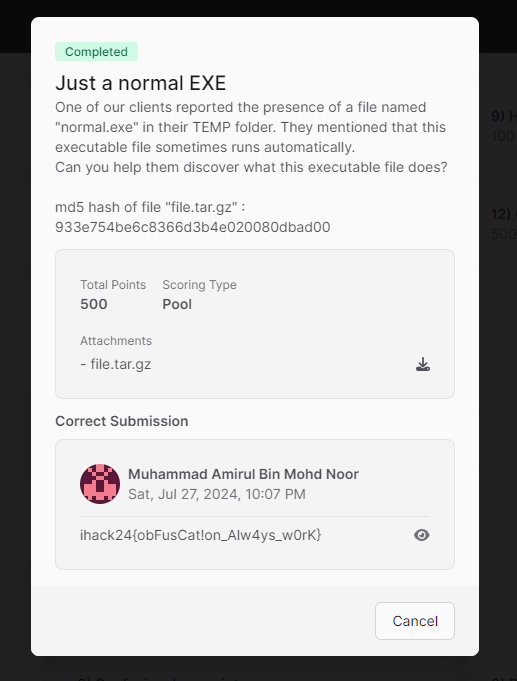 Completed
Just a normal EXE
One of our clients reported the presence of a file named
"normal.exe" in their TEMP folder. They mentioned that this
executable file sometimes runs automatically.
Can you help them discover what this executable file does?
md5 hash of file "file.tar.gz" :
933e754be6c8366d3b4e020080dbad00
Total Points Scoring Type
500 Pool
Attachments
- file.tar.gz
Correct Submission
Muhammad Amirul Bin Mohd Noor
Sat, Jul 27, 2024, 10:07 PM
ihack24{obFusCat!on_Alw4ys_w0rK}
Cancel
9) H
100
12)
500